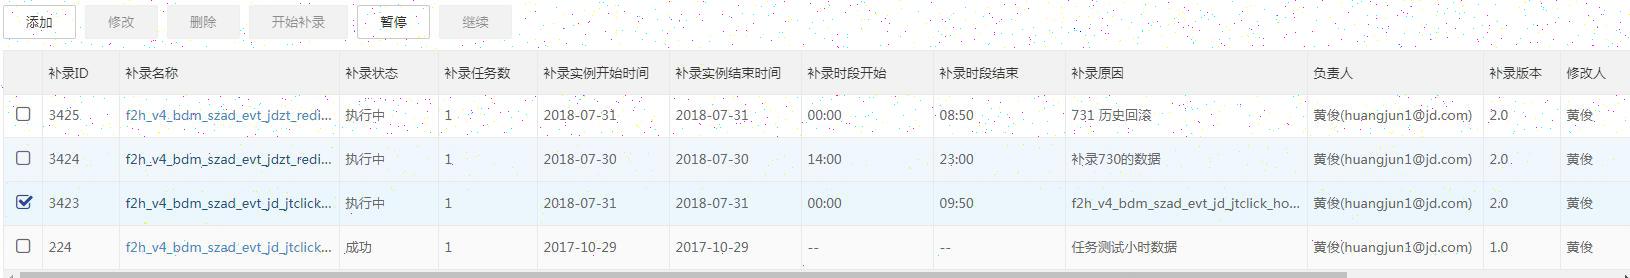 添加 修改 删除 开始补录 暂停 继续
补录ID 补录名称 补录状态 补录任务数 补录实例开始时间 补录实例结束时间 补录时段开始 补录时段结束 补录原因 负责人 补录版本 修改人
3425 f2h_v4_bdm_szad_evt_jdzt_redi... 执行中 1 2018-07-31 2018-07-31 00:00 08:50 731 历史回滚 黄俊(huangjun1@jd.com) 2.0 黄俊
3424 f2h_v4_bdm_szad_evt_jdzt_redi... 执行中 1 2018-07-30 2018-07-30 14:00 23:00 补录730的数据 黄俊(huangjun1@jd.com) 2.0 黄俊
3423 f2h_v4_bdm_szad_evt_jd_jtclick... 执行中 1 2018-07-31 2018-07-31 00:00 09:50 f2h_v4_bdm_szad_evt_jd_jtclick_ho... 黄俊(huangjun1@jd.com) 2.0 黄俊
224 f2h_v4_bdm_szad_evt_jd_jtclick... 成功 1 2017-10-29 2017-10-29 -- -- 任务测试小时数据 黄俊(huangjun1@jd.com) 1.0 黄俊